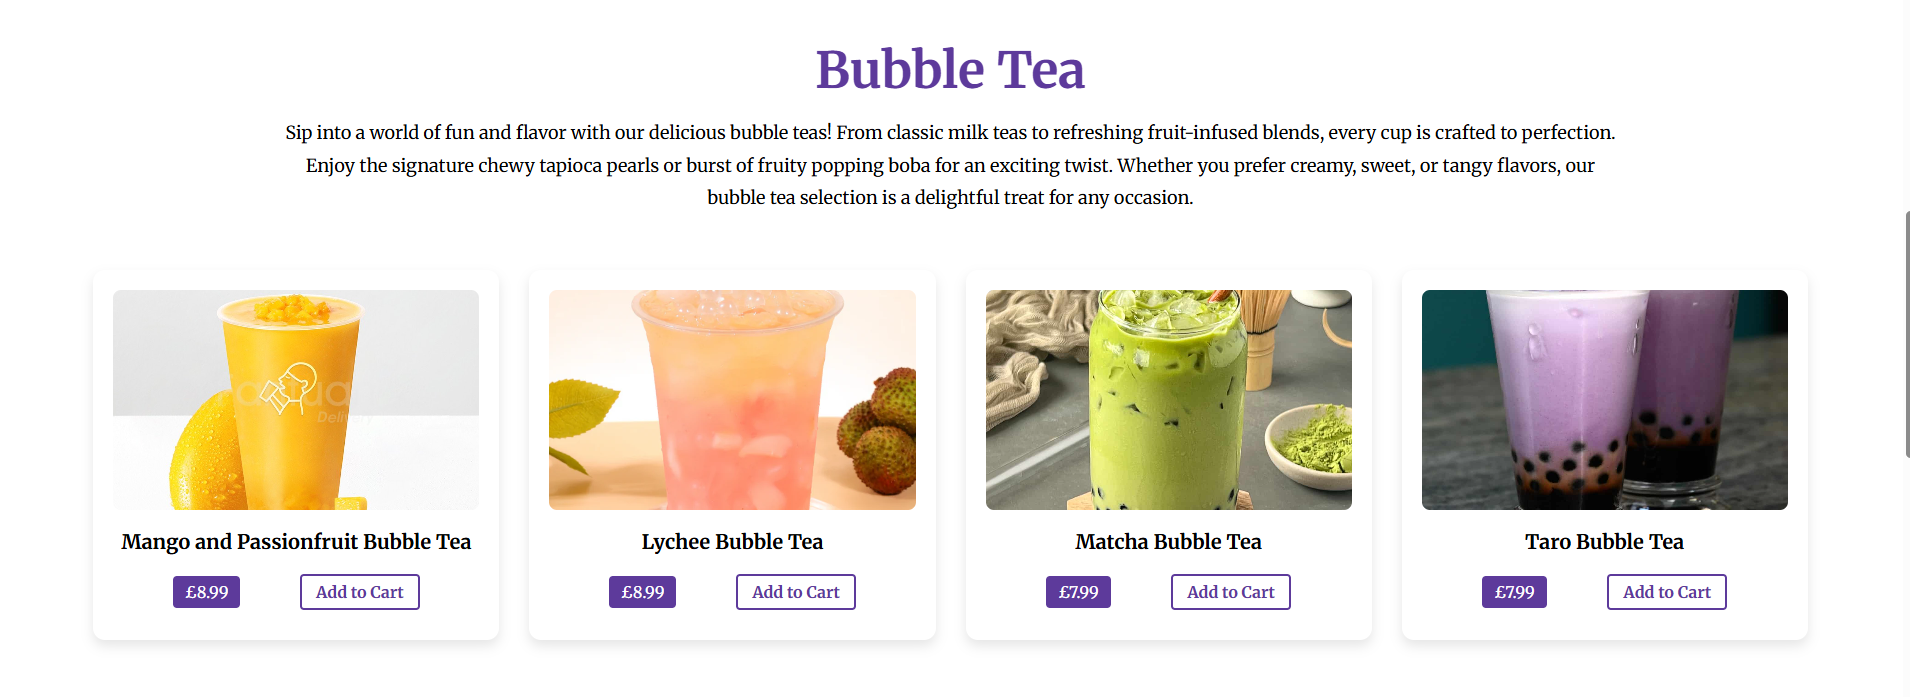 Bubble Tea
Sip into a world of fun and flavor with our delicious bubble teas! From classic milk teas to refreshing fruit-infused blends, every cup is crafted to perfection.
Enjoy the signature chewy tapioca pearls or burst of fruity popping boba for an exciting twist. Whether you prefer creamy, sweet, or tangy flavors, our
bubble tea selection is a delightful treat for any occasion.
Mango and Passionfruit Bubble Tea
£8.99 Add to Cart
Lychee Bubble Tea
£8.99 Add to Cart
Matcha Bubble Tea
£7.99 Add to Cart
Taro Bubble Tea
£7.99 Add to Cart